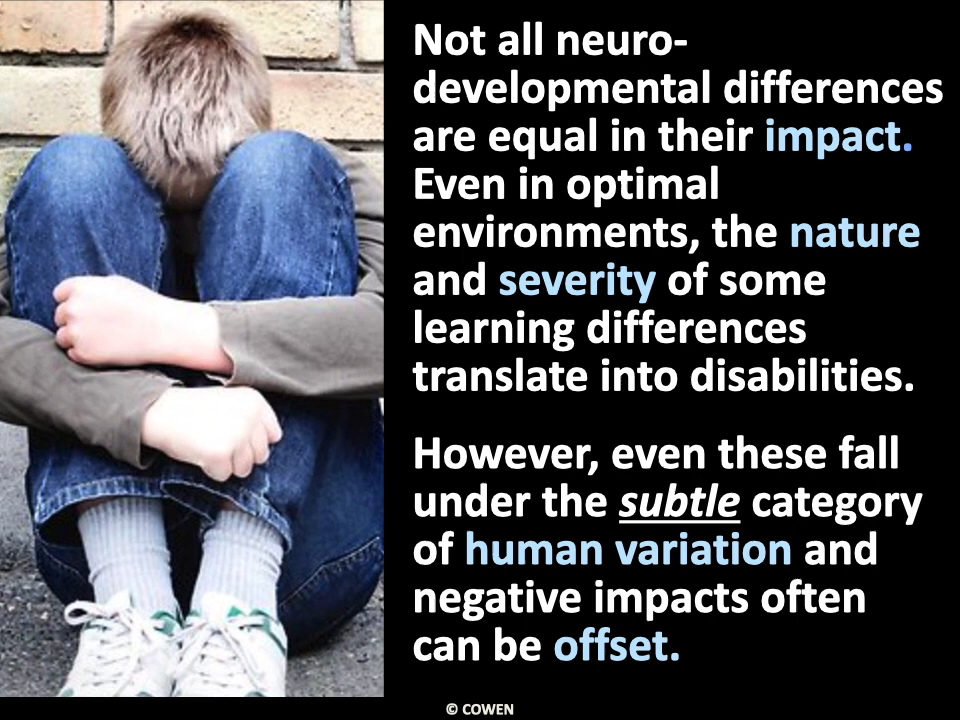 Not all neuro-
developmental differences
are equal in their impact.
Even in optimal
environments, the nature
and severity of some
learning differences
translate into disabilities.
However, even these fall
under the subtle category
of human variation and
negative impacts often
can be offset.
© COWEN